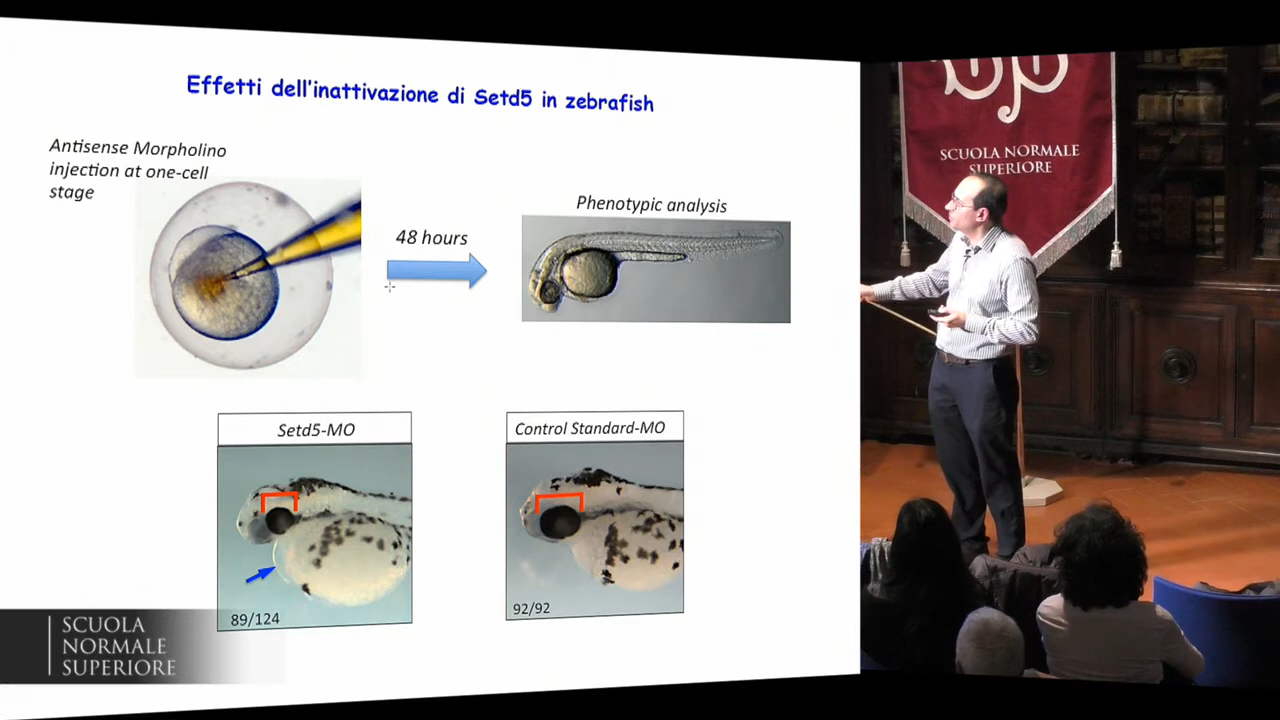 Effetti dell'inattivazione di Setd5 in zebrafish
Antisense Morpholino
injection at one-cell
stage
48 hours
Phenotypic analysis
Setd5-MO
Control Standard-MO
89/124
92/92
SCUOLA
NORMALE
SUPERIORE
SCUOLA NORMALE
SUPERIORE